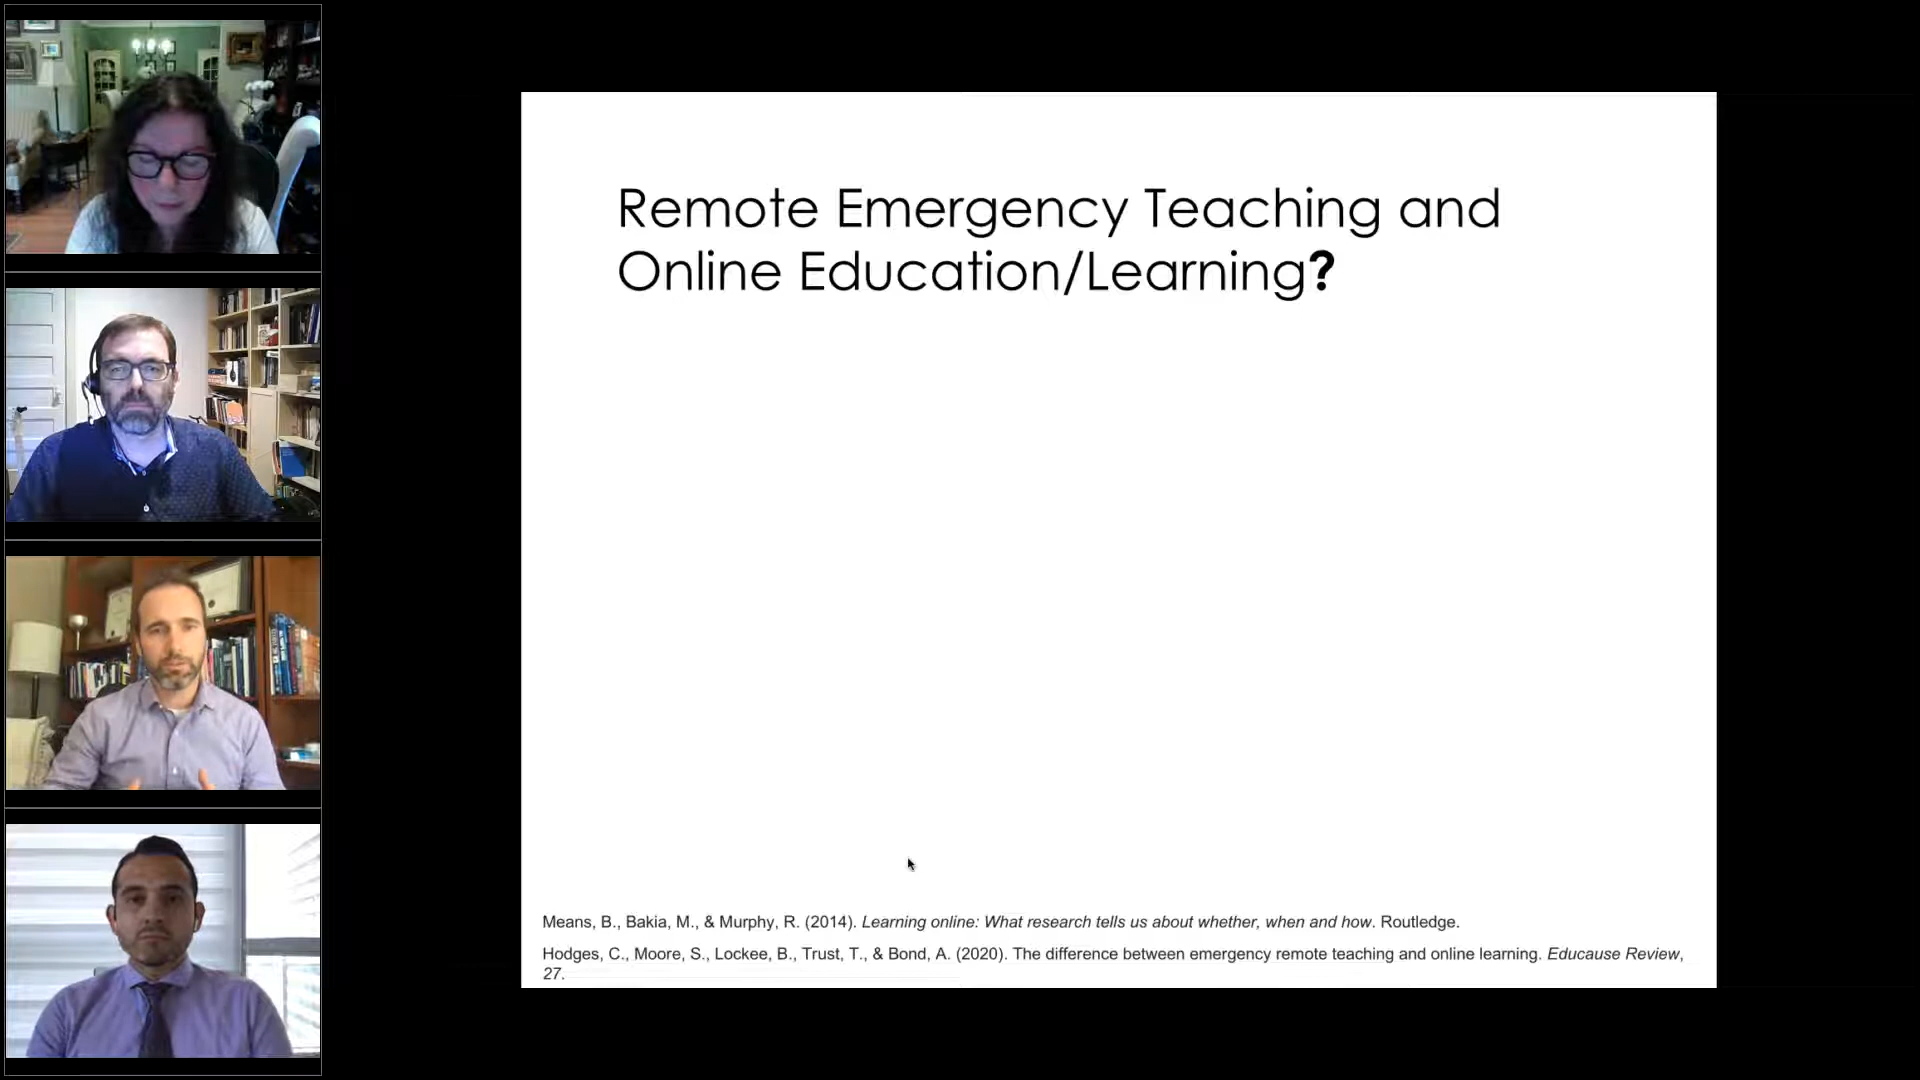 Remote Emergency Teaching and
Online Education/Learning?
Means, B., Bakia, M., & Murphy, R. (2014). Learning online: What research tells us about whether, when and how. Routledge.
Hodges, C., Moore, S., Lockee, B., Trust, T., & Bond, A. (2020). The difference between emergency remote teaching and online learning. Educause Review,
27.